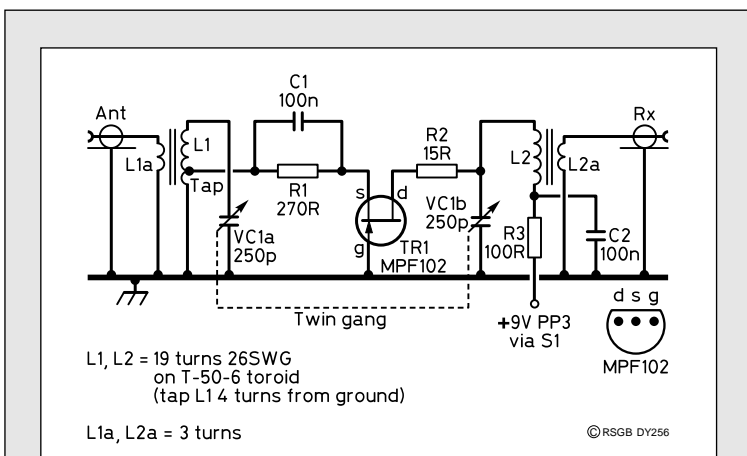 Ant
C1
100n
Rx
L1
L1a
Tap
R1
270R
R2
15R
L2
L2a
s
d
g
VC1a
250p
VC1b
250p
TR1
MPF102
R3
100R
C2
100n
Twin gang
+9V PP3
via S1
d s g
MPF102
L1, L2 = 19 turns 26SWG
on T-50-6 toroid
(tap L1 4 turns from ground)
L1a, L2a = 3 turns
© RSGB DY256